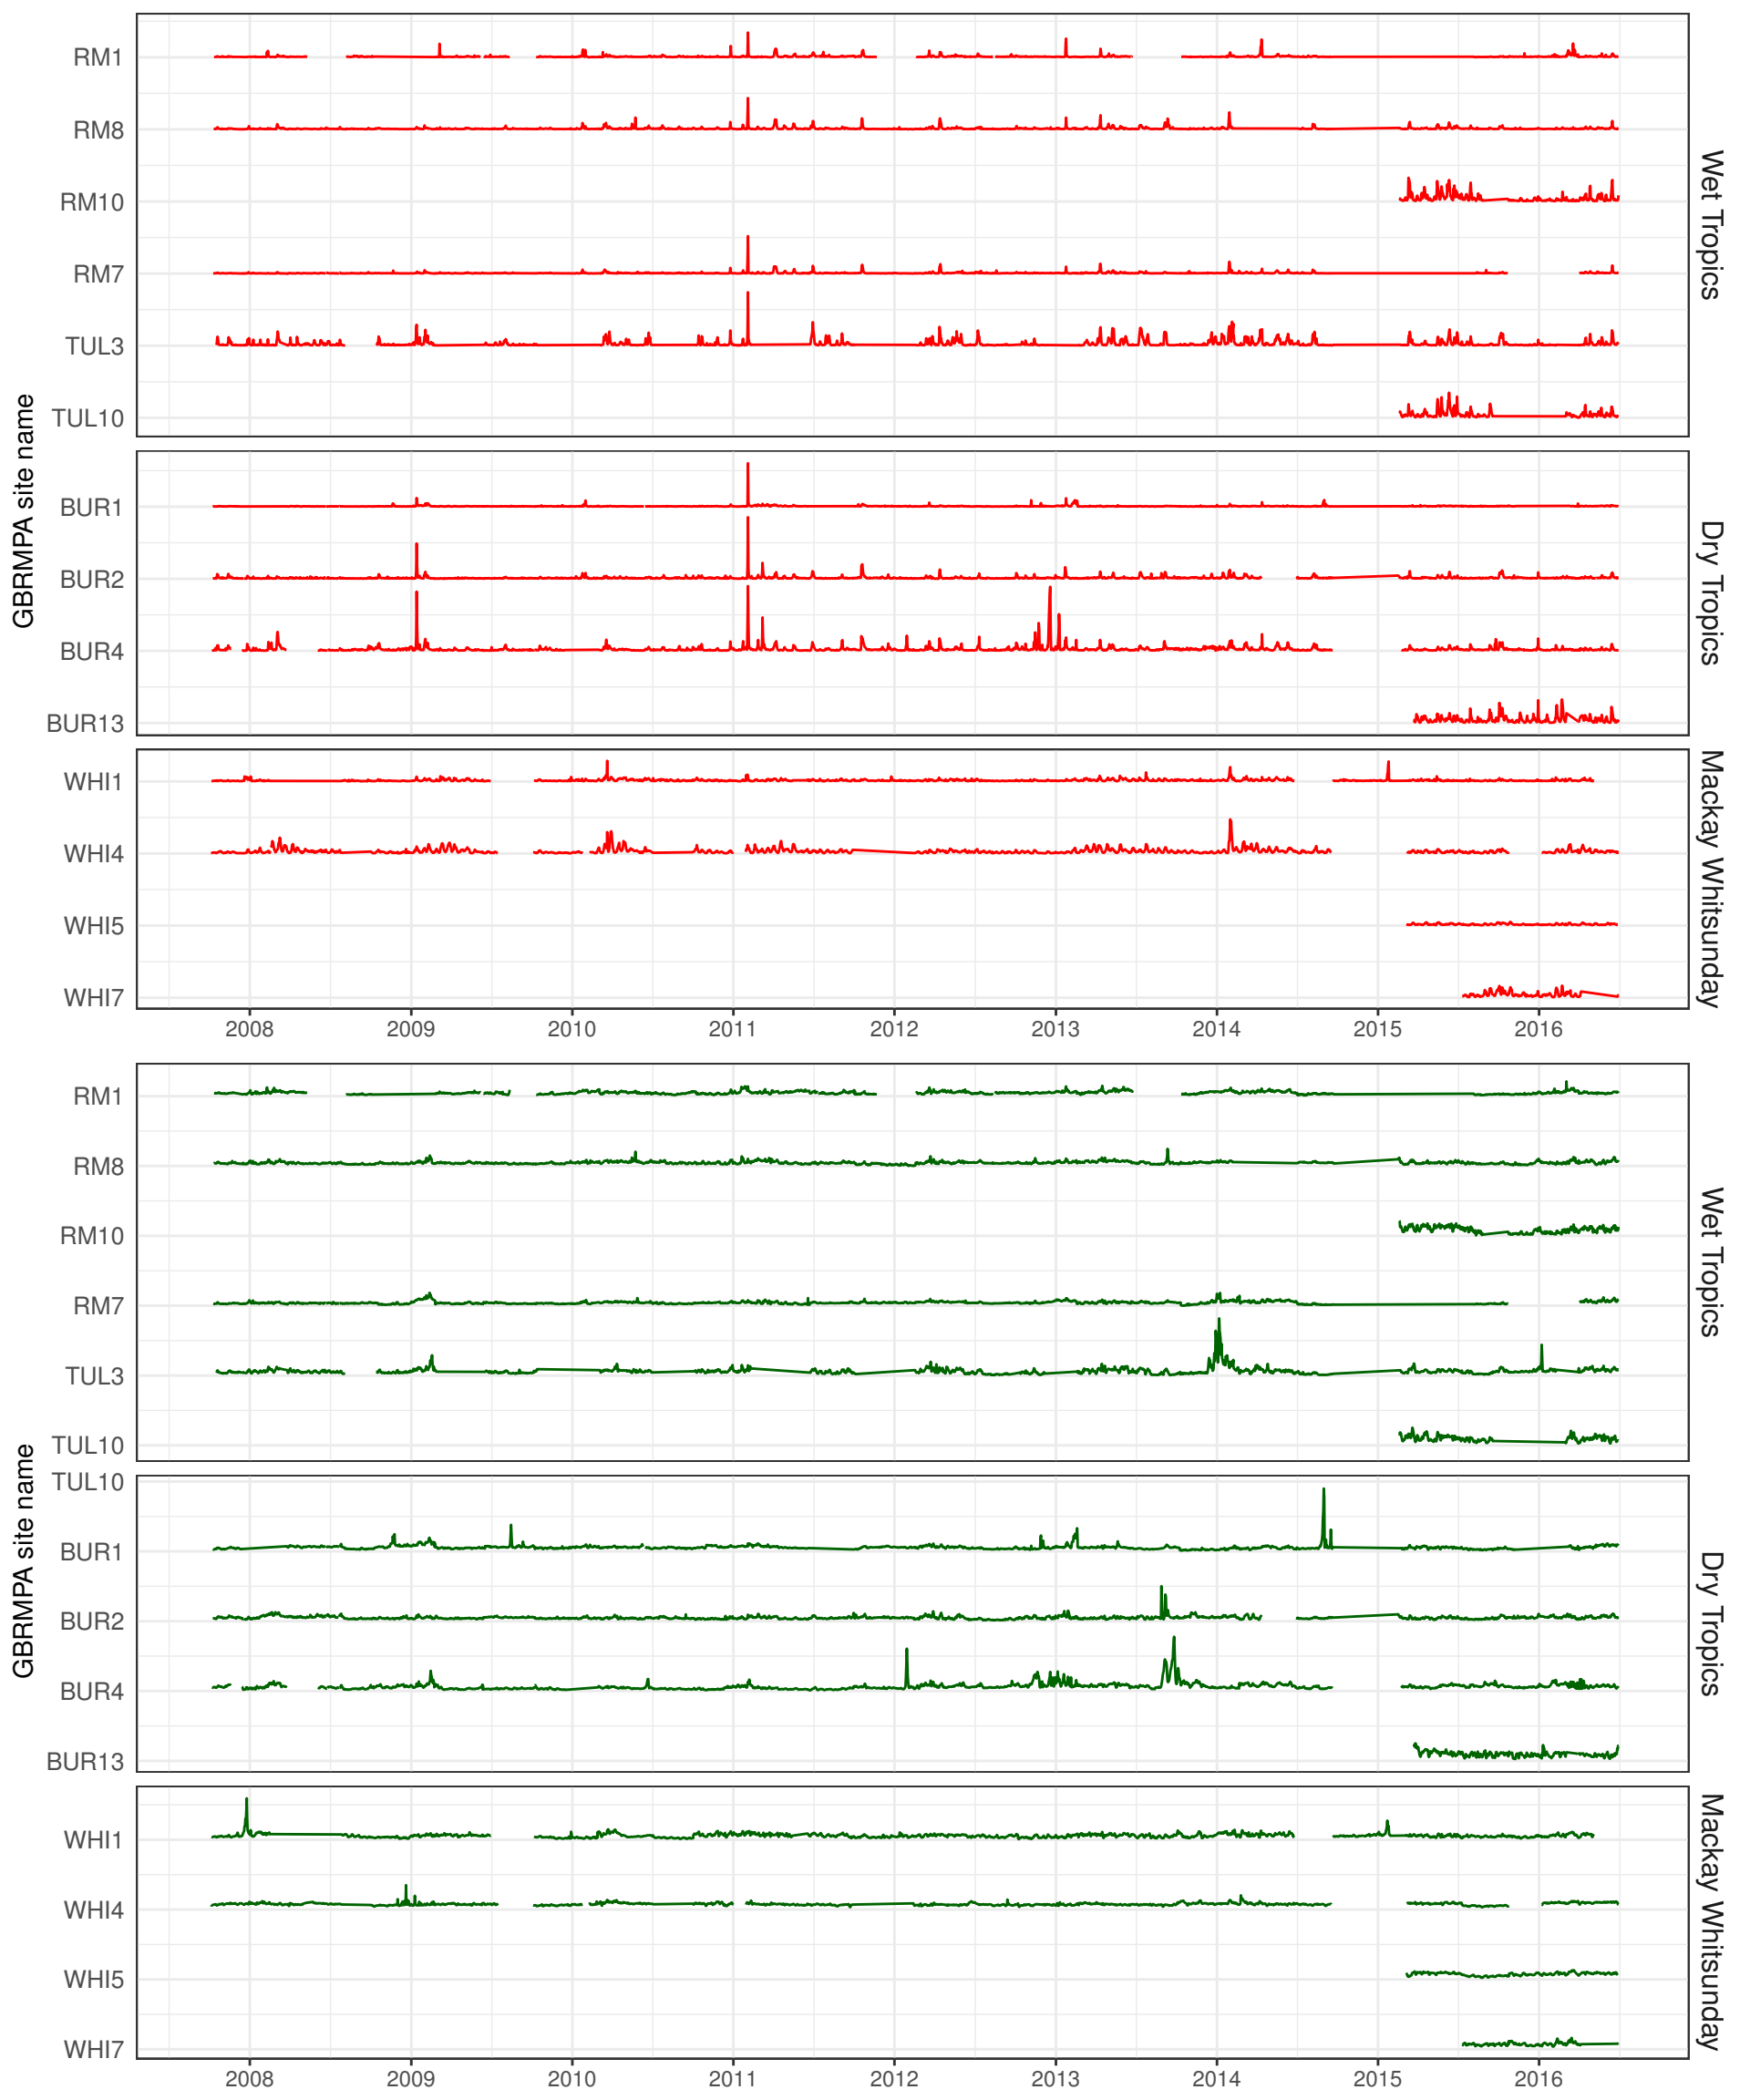 GBRMPA site name
RM1
RM8
RM10
RM7
TUL3
TUL10
Wet Tropics
BUR1
BUR2
BUR4
BUR13
Dry Tropics
WHI1
WHI4
WHI5
WHI7
Mackay Whitsunday
2008 2009 2010 2011 2012 2013 2014 2015 2016
GBRMPA site name
RM1
RM8
RM10
RM7
TUL3
TUL10
Wet Tropics
TUL10
BUR1
BUR2
BUR4
BUR13
Dry Tropics
WHI1
WHI4
WHI5
WHI7
Mackay Whitsunday
2008 2009 2010 2011 2012 2013 2014 2015 2016